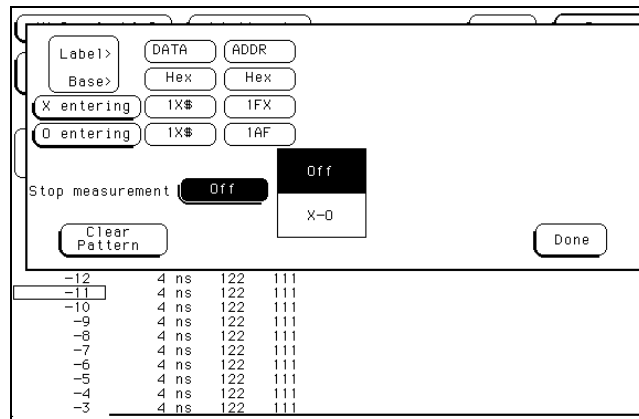 Label> DATA ADDR
Base> Hex Hex
X entering 1X$ 1FX
O entering 1X$ 1AF
Off
Stop measurement Off
X-O
Clear
Pattern
Done
-12 4 ns 122 111
-11 4 ns 122 111
-10 4 ns 122 111
-9 4 ns 122 111
-8 4 ns 122 111
-7 4 ns 122 111
-6 4 ns 122 111
-5 4 ns 122 111
-4 4 ns 122 111
-3 4 ns 122 111